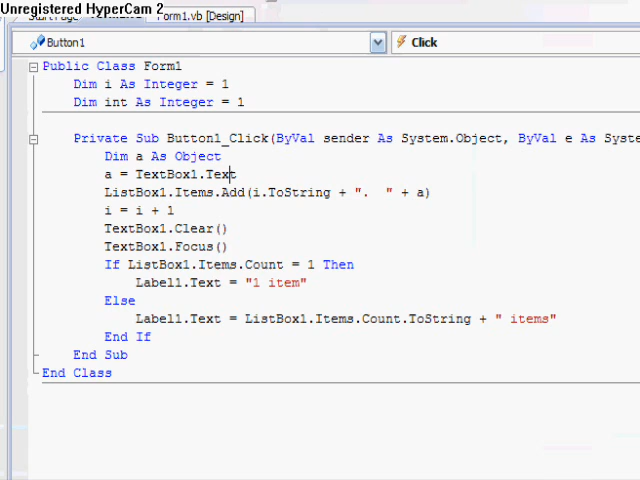 Unregistered HyperCam 2
Start Page Form1.vb [Design]
Button1 Click
Public Class Form1
Dim i As Integer = 1
Dim int As Integer = 1
Private Sub Button1_Click(ByVal sender As System.Object, ByVal e As Syste
Dim a As Object
a = TextBox1.Text
ListBox1.Items.Add(i.ToString + ".  " + a)
i = i + 1
TextBox1.Clear()
TextBox1.Focus()
If ListBox1.Items.Count = 1 Then
Label1.Text = "1 item"
Else
Label1.Text = ListBox1.Items.Count.ToString + " items"
End If
End Sub
End Class